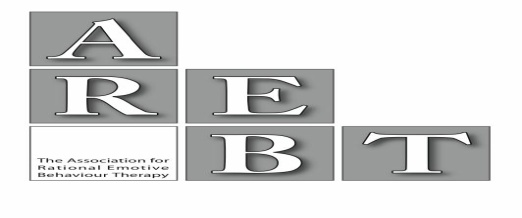 A
R E
The Association for
Rational Emotive
Behaviour Therapy
B T